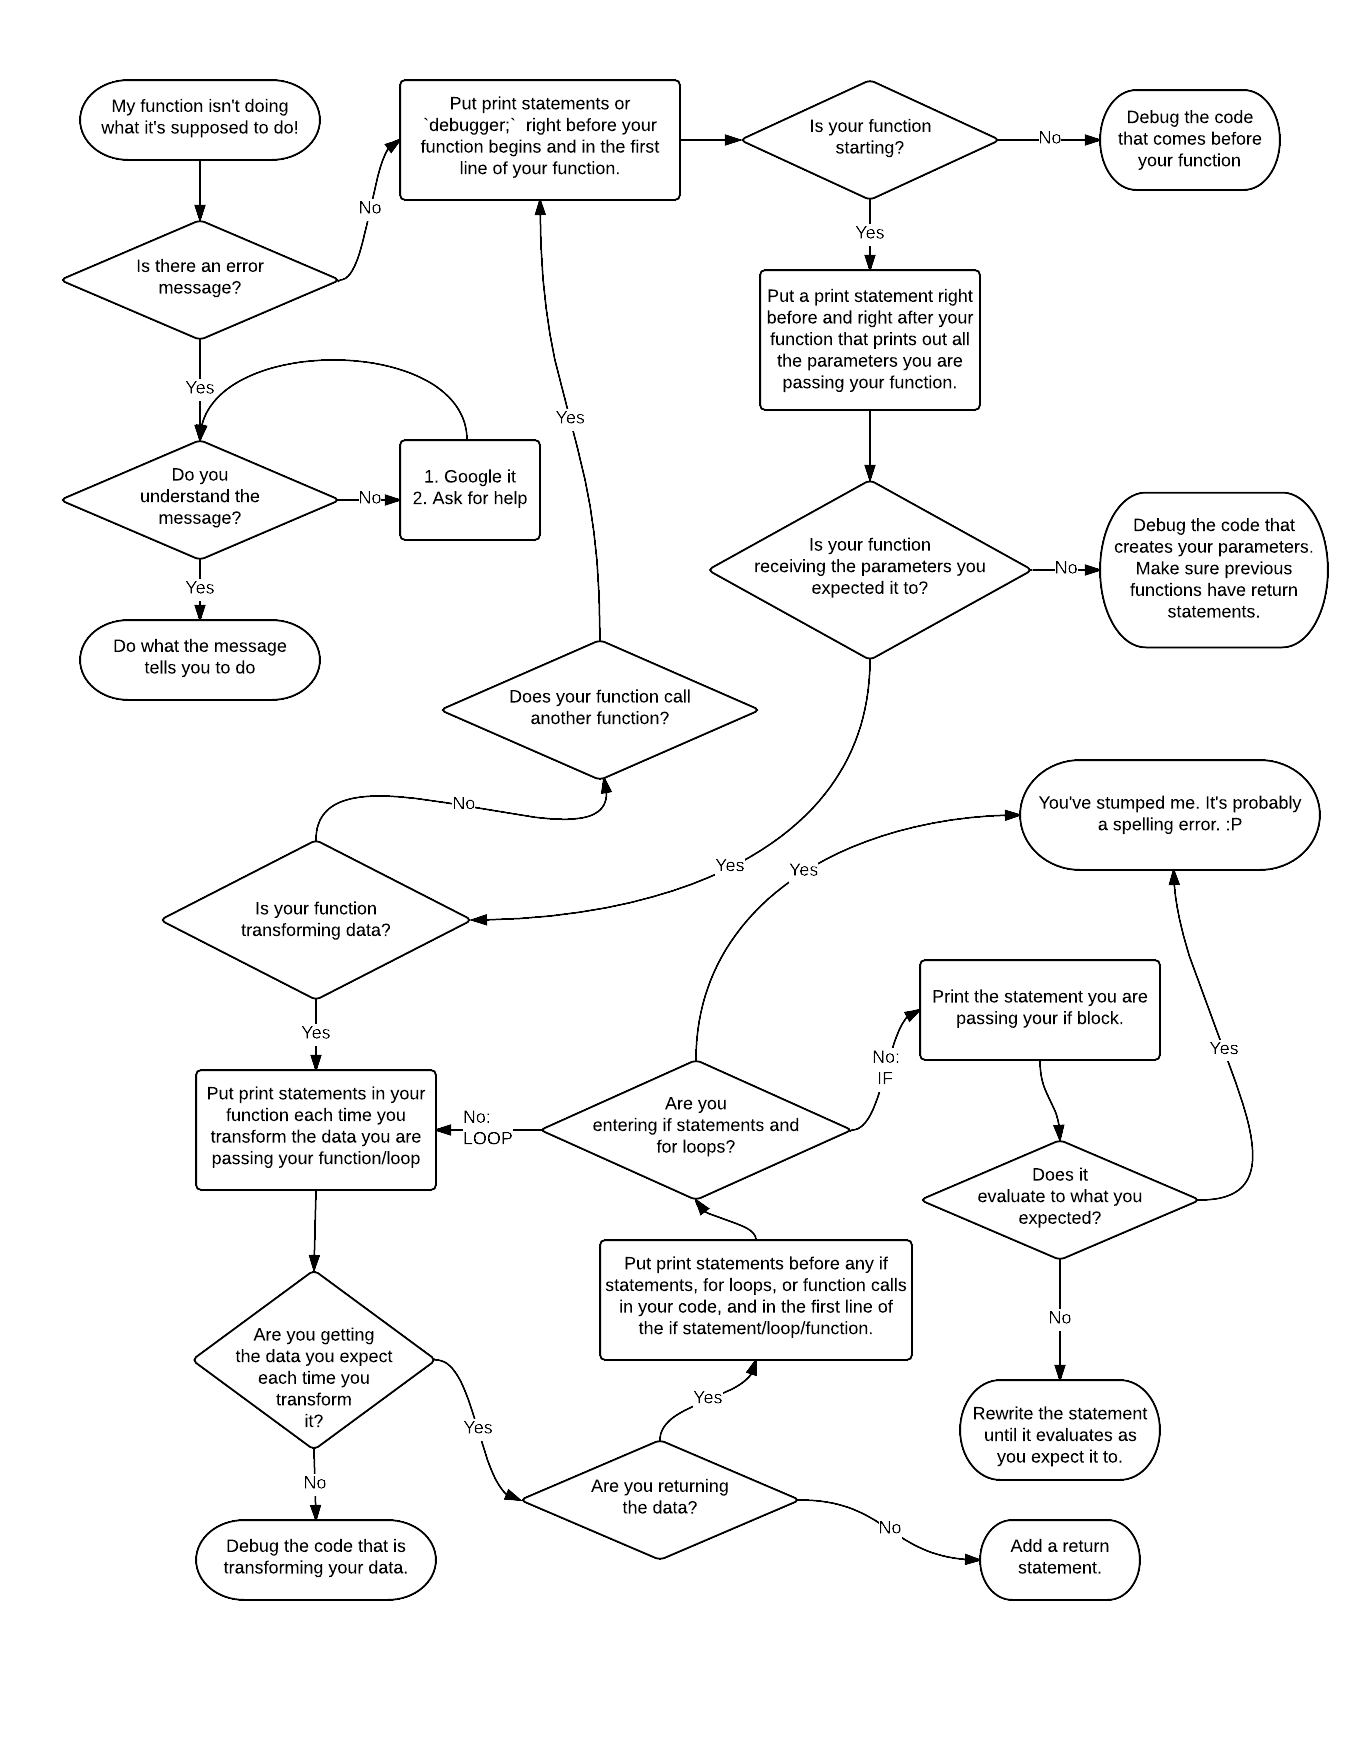 My function isn't doing
what it's supposed to do!
Put print statements or
`debugger;`  right before your
function begins and in the first
line of your function.
Is your function
starting?
No
Debug the code
that comes before
your function
No
Yes
Is there an error
message?
Put a print statement right
before and right after your
function that prints out all
the parameters you are
passing your function.
Yes
Yes
Do you
understand the
message?
No
1. Google it
2. Ask for help
Is your function
receiving the parameters you
expected it to?
No
Debug the code that
creates your parameters.
Make sure previous
functions have return
statements.
Yes
Do what the message
tells you to do
Does your function call
another function?
No
You've stumped me. It's probably
a spelling error. :P
Yes
Yes
Is your function
transforming data?
Yes
Print the statement you are
passing your if block.
No:
IF
Yes
Put print statements in your
function each time you
transform the data you are
passing your function/loop
No:
LOOP
Are you
entering if statements and
for loops?
Does it
evaluate to what you
expected?
Put print statements before any if
statements, for loops, or function calls
in your code, and in the first line of
the if statement/loop/function.
No
Are you getting
the data you expect
each time you
transform
it?
Yes
Yes
Rewrite the statement
until it evaluates as
you expect it to.
No
Are you returning
the data?
No
Debug the code that is
transforming your data.
Add a return
statement.